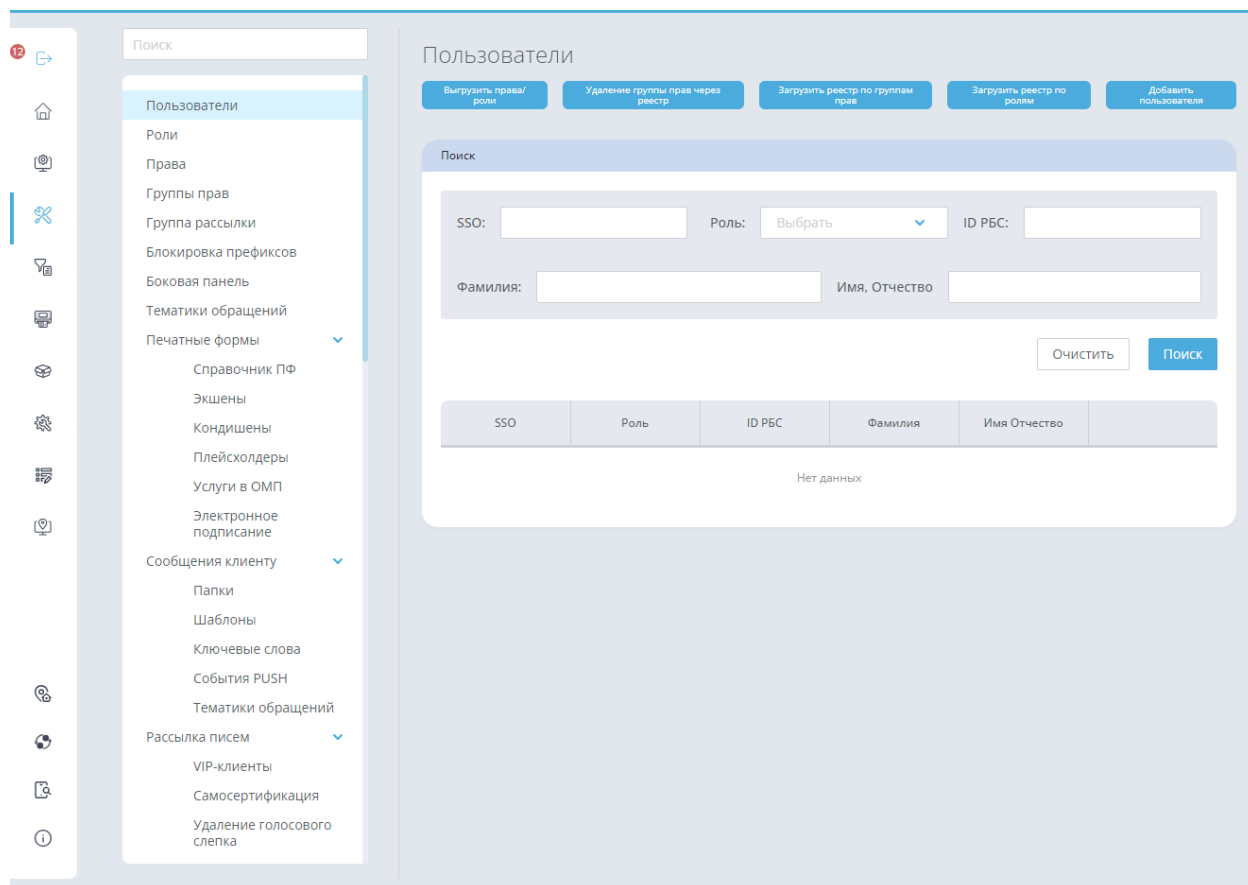 12
Поиск
Пользователи
Роли
Права
Группы прав
Группа рассылки
Блокировка префиксов
Боковая панель
Тематики обращений
Печатные формы
Справочник ПФ
Экшены
Кондишены
Плейсхолдеры
Услуги в ОМП
Электронное
подписание
Сообщения клиенту
Папки
Шаблоны
Ключевые слова
События PUSH
Тематики обращений
Рассылка писем
VIP-клиенты
Самосертификация
Удаление голосового
слепка
Пользователи
Выгрузить права/
роли
Удаление группы прав через
реестр
Загрузить реестр по группам
прав
Загрузить реестр по
ролям
Добавить
пользователя
Поиск
SSO:
Роль: Выбрать
ID РБС:
Фамилия:
Имя, Отчество
Очистить Поиск
SSO Роль ID РБС Фамилия Имя Отчество
Нет данных